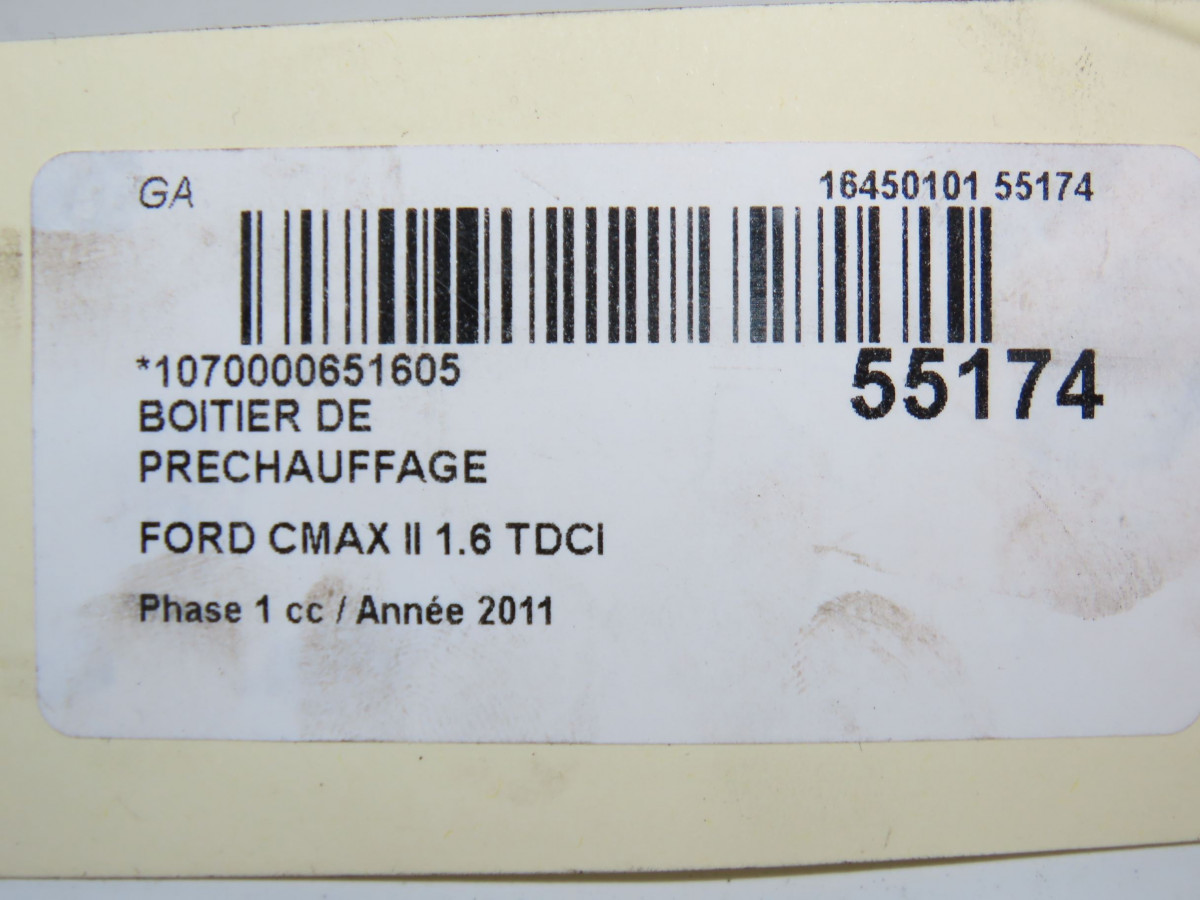 GA
16450101 55174
*1070000651605
55174
BOITIER DE
PRECHAUFFAGE
FORD CMAX II 1.6 TDCI
Phase 1 cc / Année 2011